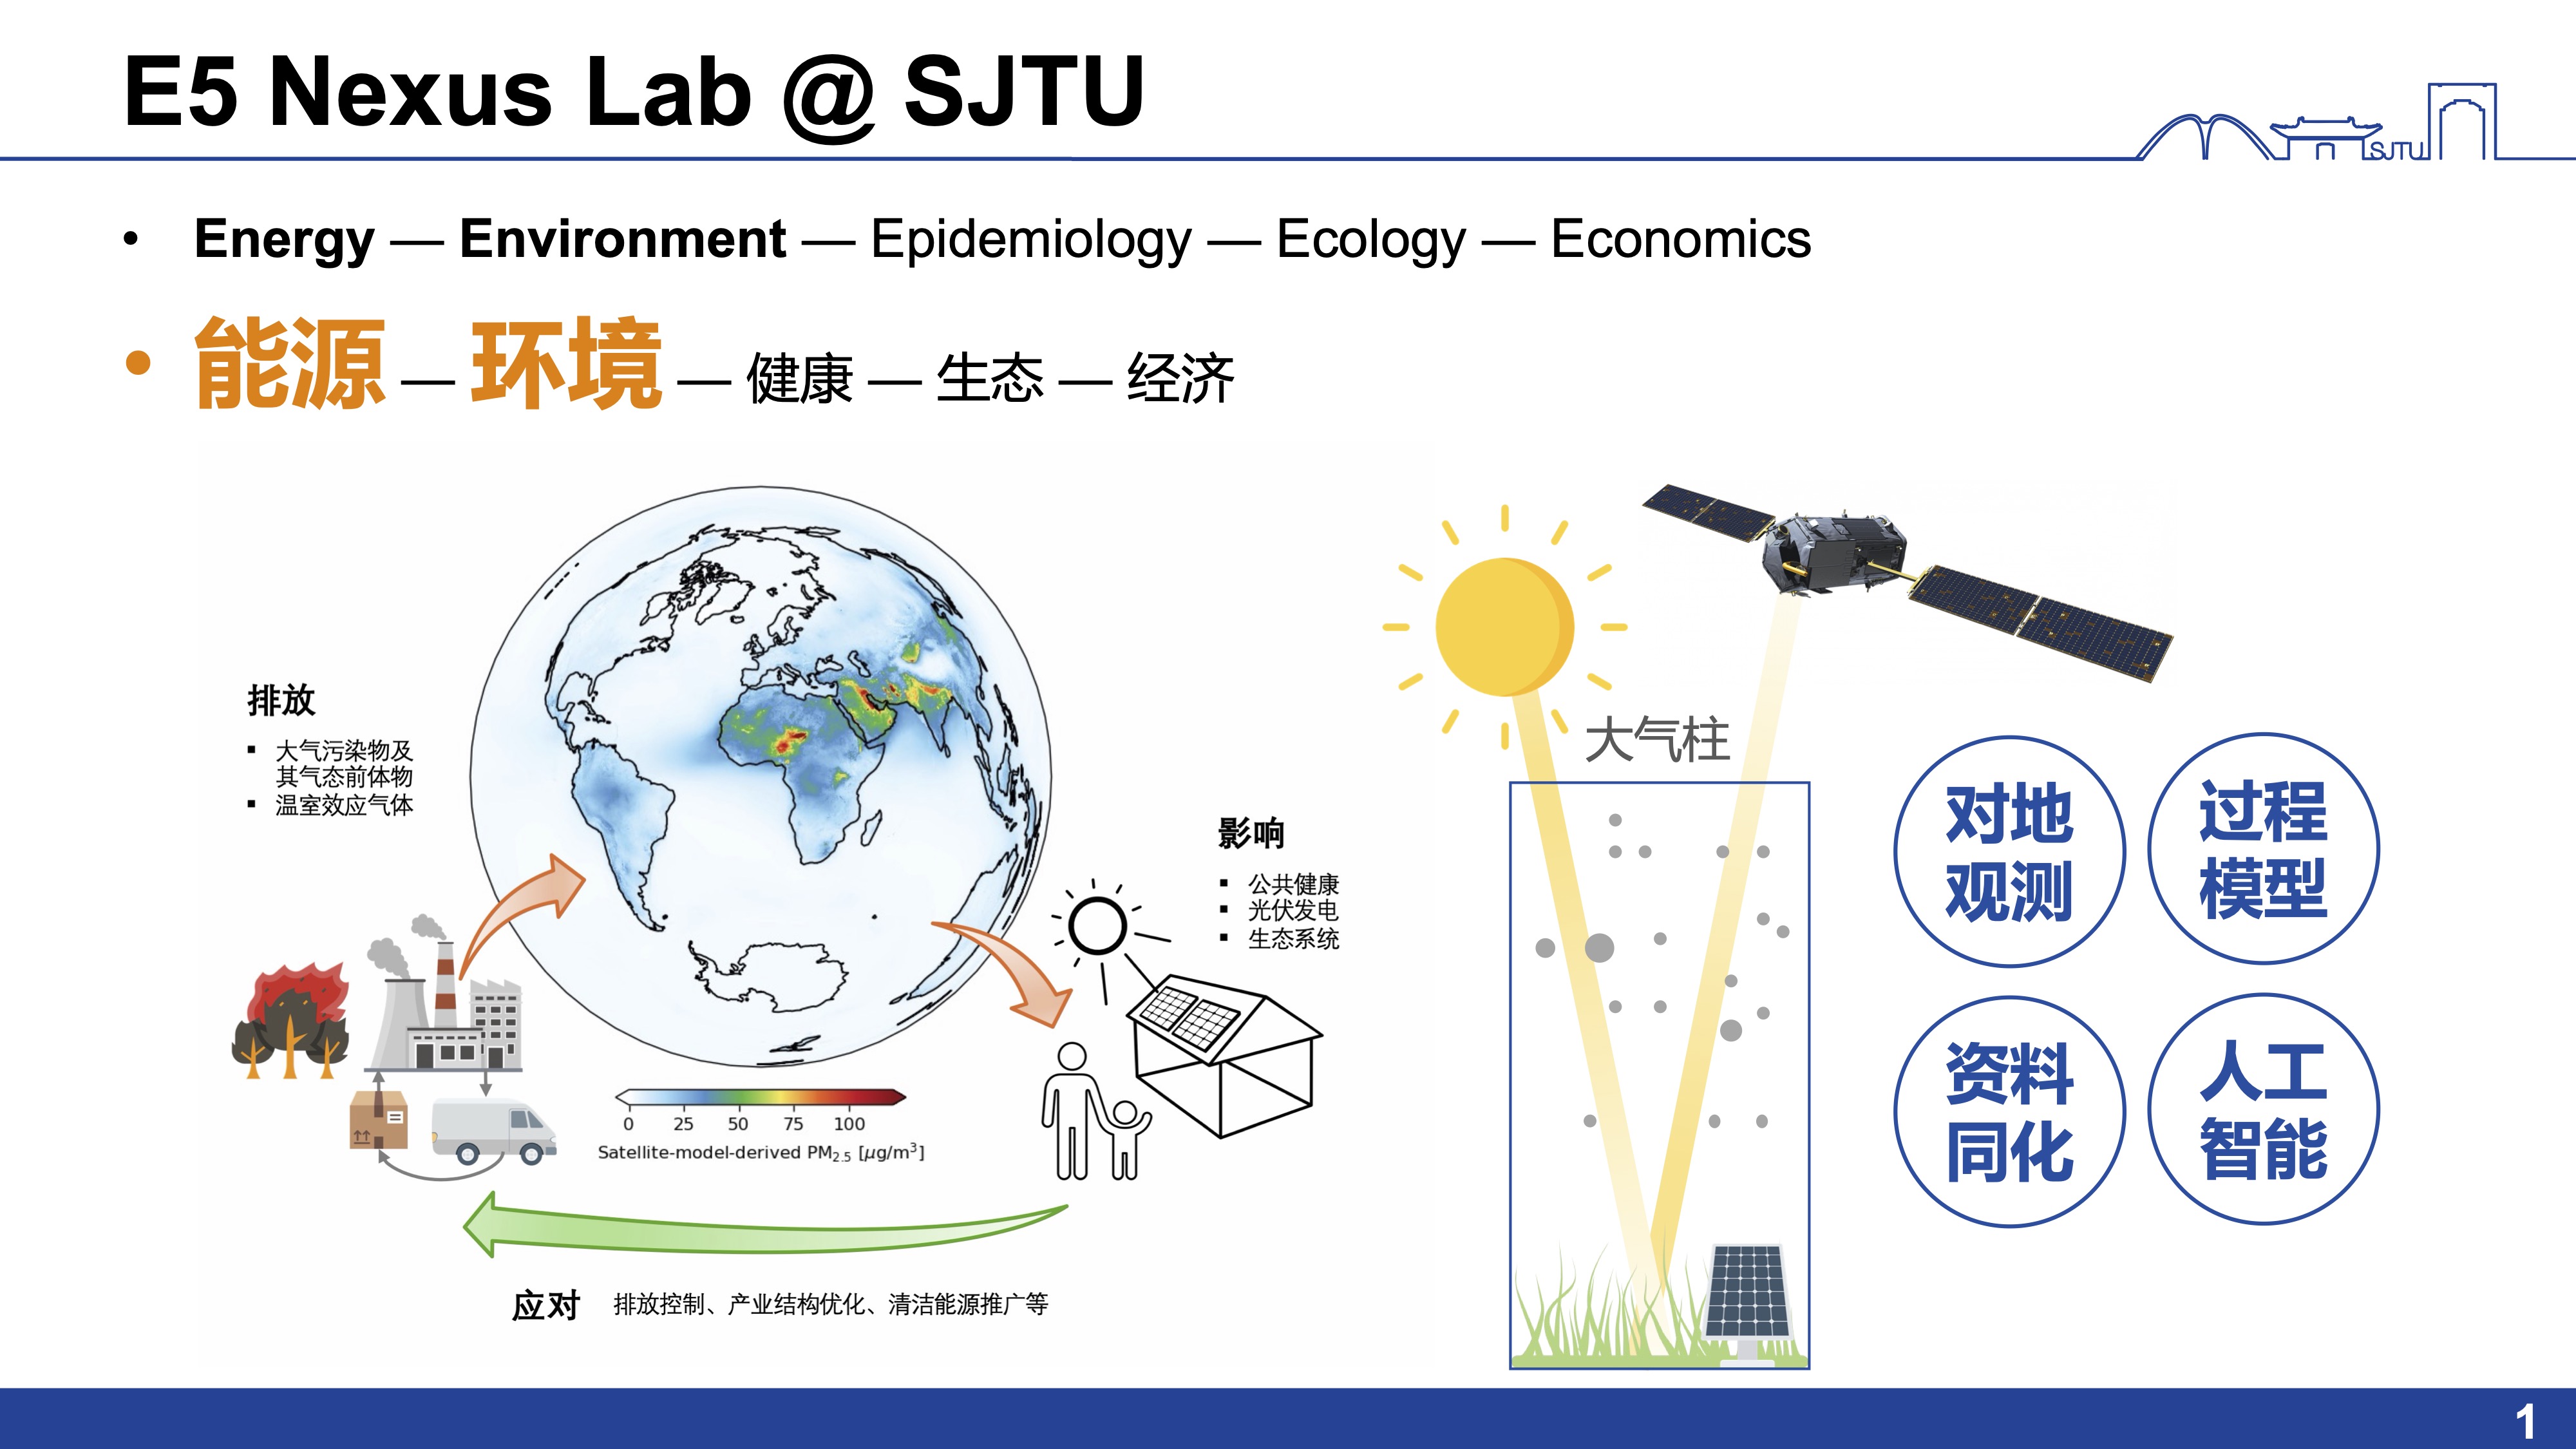 E5 Nexus Lab @ SJTU
SJTU
• Energy — Environment — Epidemiology — Ecology — Economics
• 能源 — 环境 — 健康 — 生态 — 经济
排放
▪ 大气污染物及
其气态前体物
▪ 温室效应气体
影响
▪ 公共健康
▪ 光伏发电
▪ 生态系统
0 25 50 75 100
Satellite-model-derived PM2.5 [μg/m³]
应对 排放控制、产业结构优化、清洁能源推广等
大气柱
对地
观测
过程
模型
资料
同化
人工
智能
1